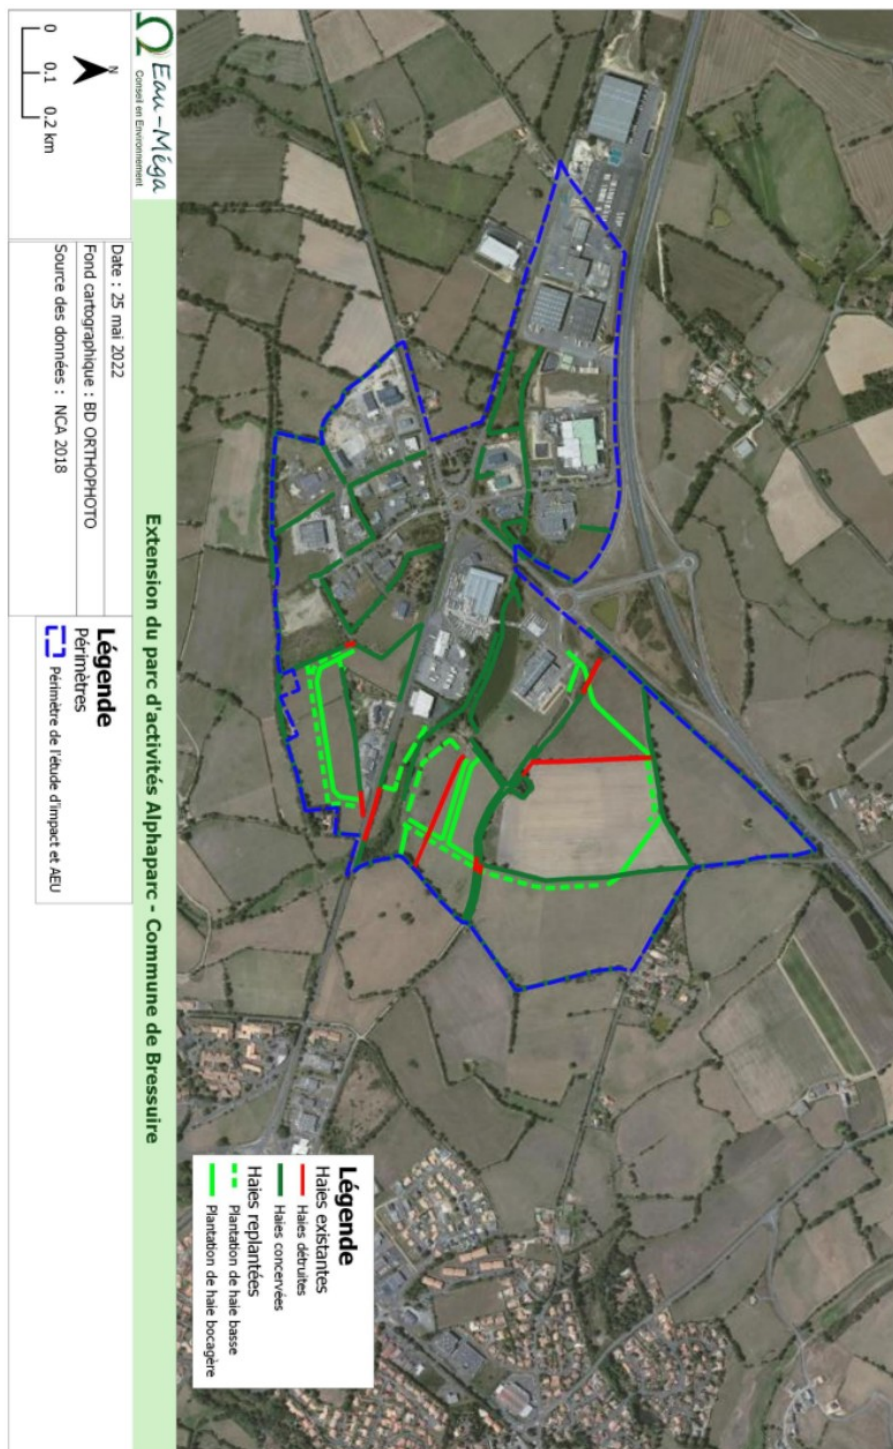 Légende
Haies existantes
Haies détruites
Haies concervées
Haies replantées
Plantation de haie basse
Plantation de haie bocagère
Eau-Méga
Conseil en Environnement
Extension du parc d'activités Alphaparc - Commune de Bressuire
N
0 0.1 0.2 km
Date : 25 mai 2022
Fond cartographique : BD ORTHOPHOTO
Source des données : NCA 2018
Légende
Périmètres
Périmètre de l'étude d'impact et AEU